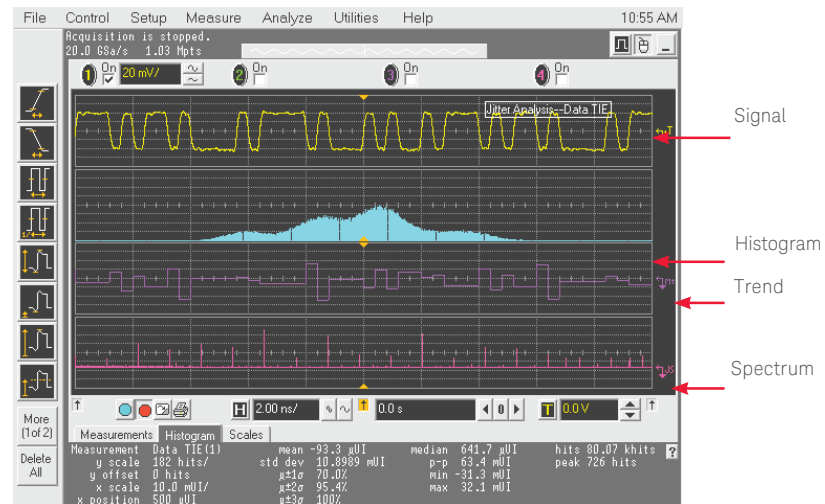 File Control Setup Measure Analyze Utilities Help 10:55 AM
Acquisition is stopped.
20.0 GSa/s 1.03 Mpts
1 On 20 mV/ 2 On 3 On 4 On
Jitter Analysis--Data TIE
Signal
Histogram
Trend
Spectrum
H 2.00 ns/ 0.0 s 0 T 0.0 V
More
(1 of 2)
Delete
All
Measurements Histogram Scales
Measurement Data TIE(1) mean -93.3 µUI median 641.7 µUI hits 80.07 khits ?
y scale 182 hits/ std dev 10.8989 mUI p-p 63.4 mUI peak 726 hits
y offset 0 hits µ±1σ 70.0% min -31.3 mUI
x scale 10.0 mUI/ µ±2σ 95.4% max 32.1 mUI
x position 500 µUI µ±3σ 100%